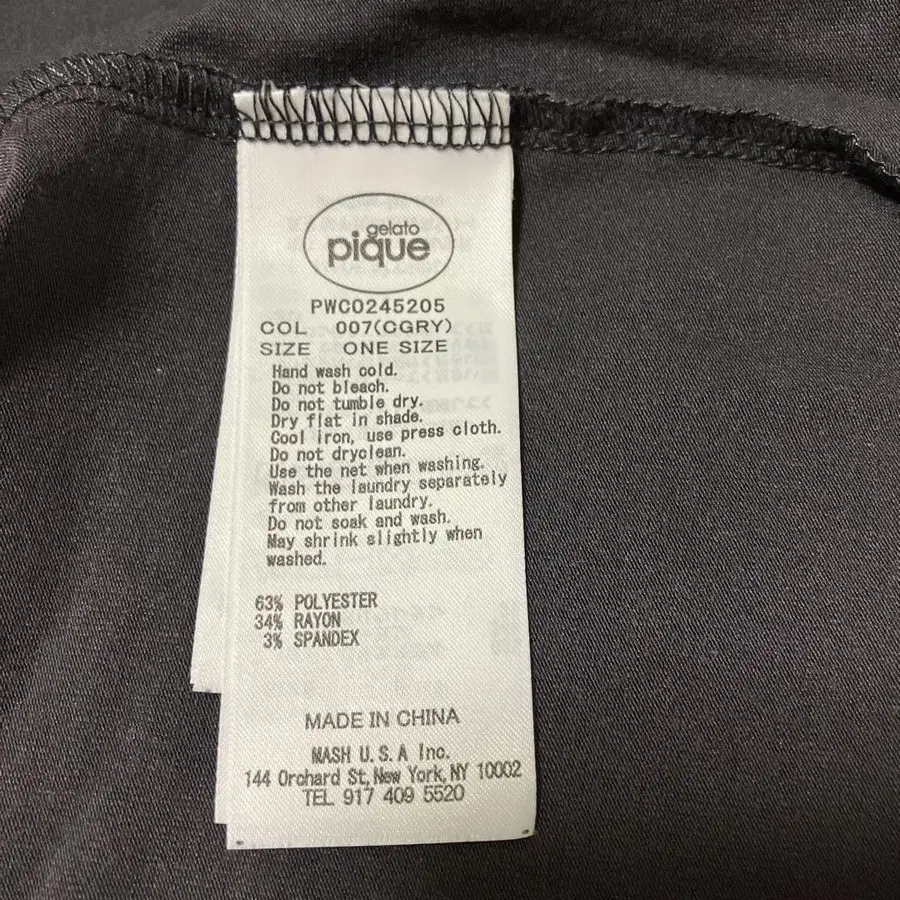 gelato
pique
PWCO245205
COL 007(CGRY)
SIZE ONE SIZE
Hand wash cold.
Do not bleach.
Do not tumble dry.
Dry flat in shade.
Cool iron, use press cloth.
Do not dryclean.
Use the net when washing.
Wash the laundry separately
from other laundry.
Do not soak and wash.
May shrink slightly when
washed.
63% POLYESTER
34% RAYON
3% SPANDEX
MADE IN CHINA
MASH U.S.A Inc.
144 Orchard St, New York, NY 10002
TEL 917 409 5520